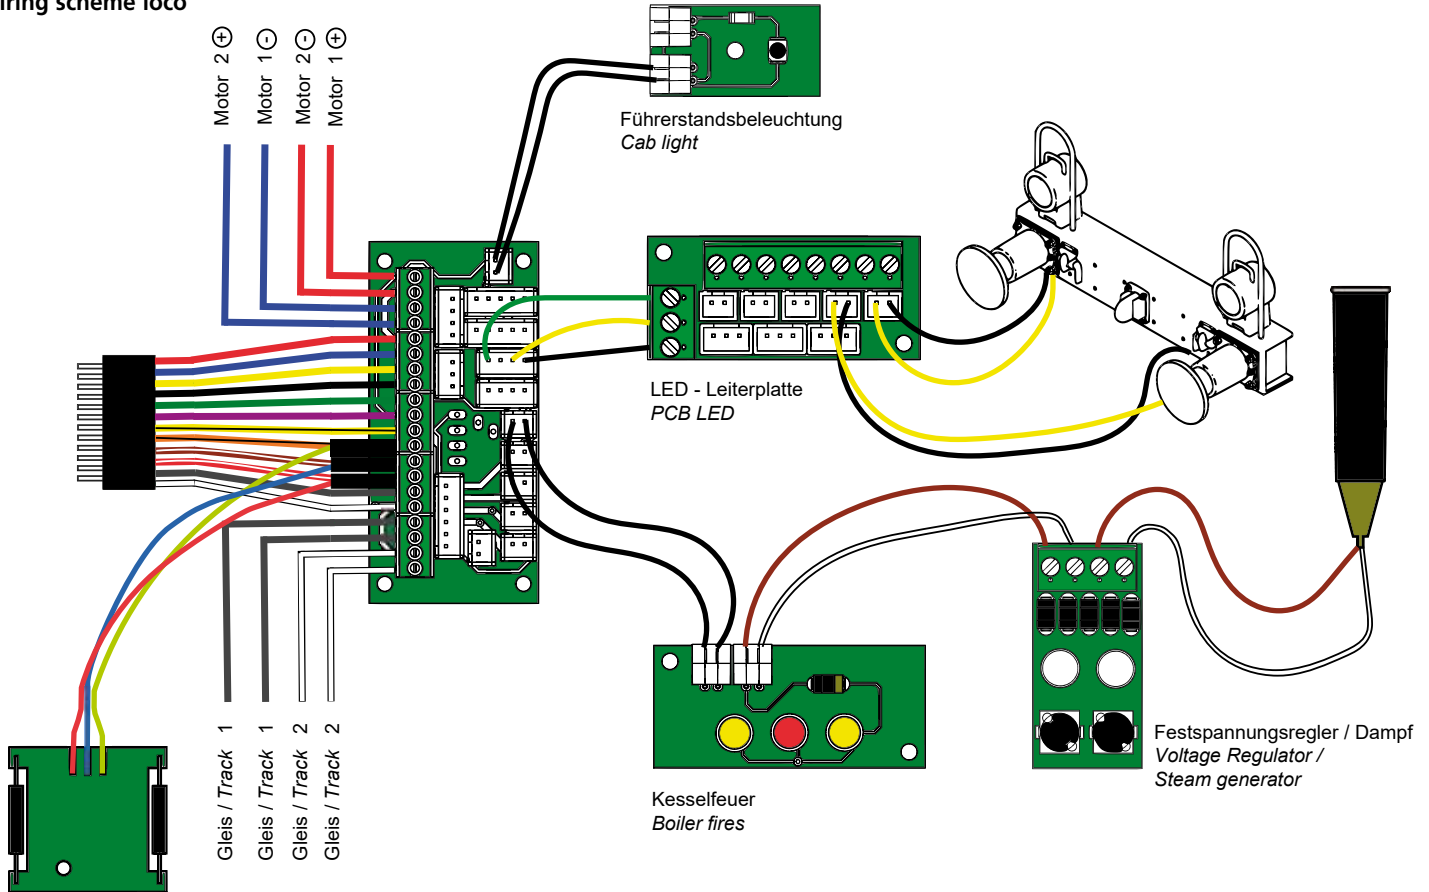 iring scheme loco
Motor 2 +
Motor 1 -
Motor 2 -
Motor 1 +
Führerstandsbeleuchtung
Cab light
LED - Leiterplatte
PCB LED
Gleis / Track 1
Gleis / Track 1
Gleis / Track 2
Gleis / Track 2
Kesselfeuer
Boiler fires
Festspannungsregler / Dampf
Voltage Regulator /
Steam generator